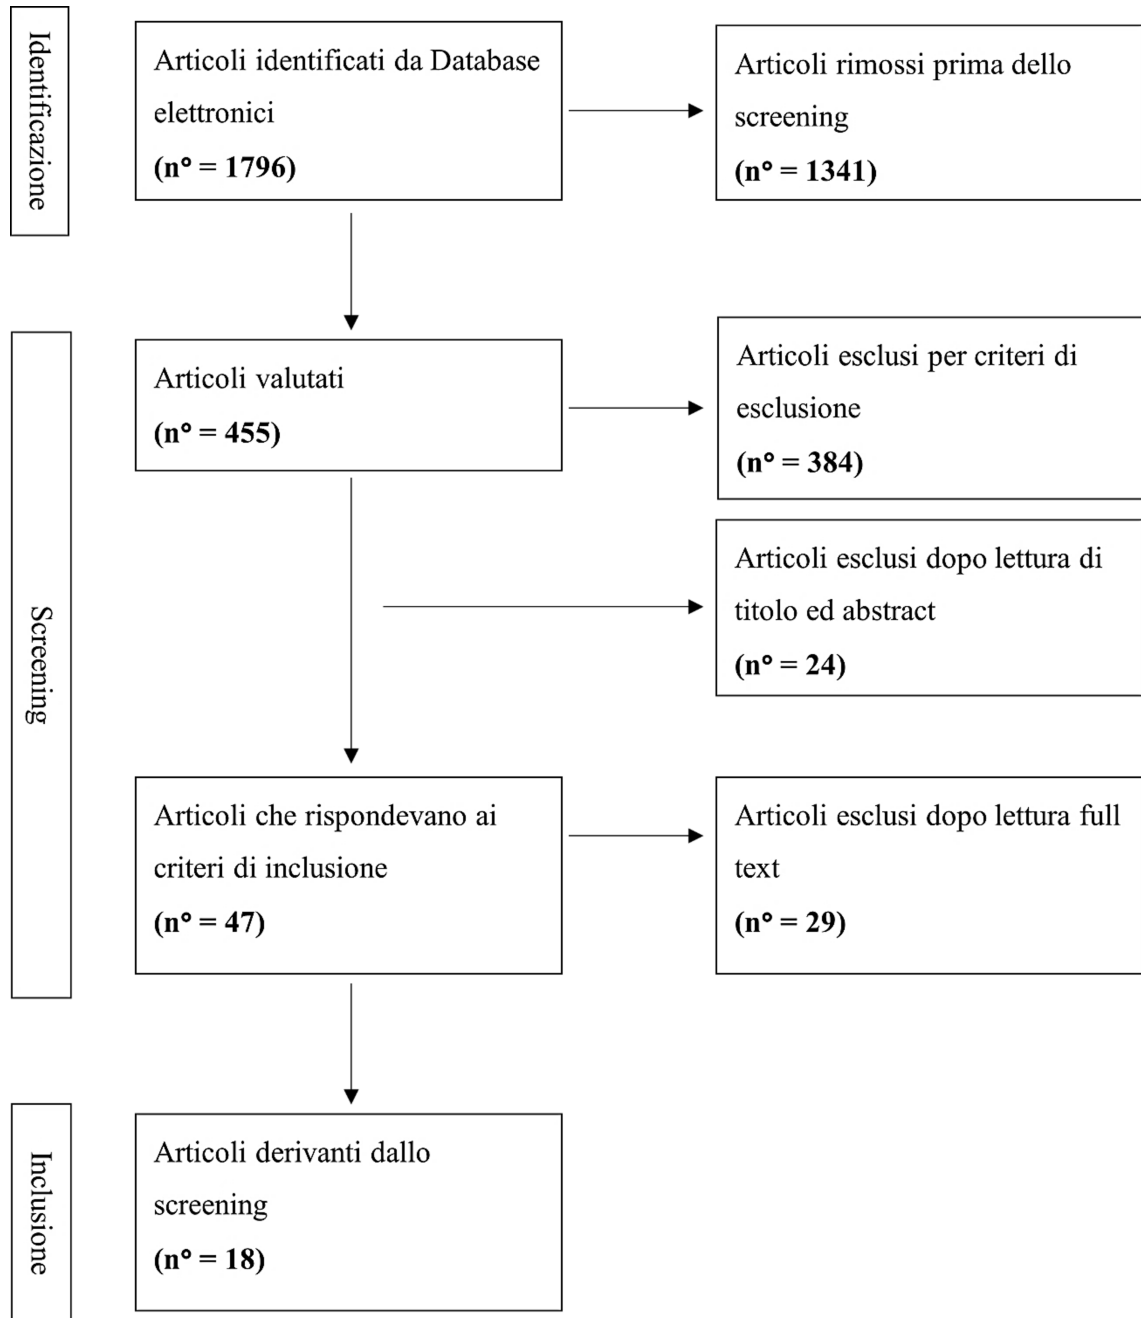 Identificazione
Articoli identificati da Database
elettronici
(n° = 1796)
Articoli rimossi prima dello
screening
(n° = 1341)
Screening
Articoli valutati
(n° = 455)
Articoli esclusi per criteri di
esclusione
(n° = 384)
Articoli esclusi dopo lettura di
titolo ed abstract
(n° = 24)
Articoli che rispondevano ai
criteri di inclusione
(n° = 47)
Articoli esclusi dopo lettura full
text
(n° = 29)
Inclusione
Articoli derivanti dallo
screening
(n° = 18)